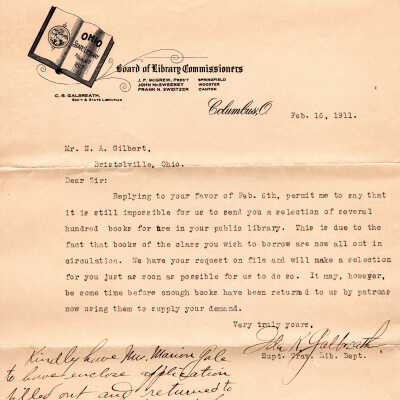 OHIO
Board of Library Commissioners
J. F. McGREW, PRES'T SPRINGFIELD
JOHN McSWEENEY WOOSTER
FRANK N. SWEITZER CANTON
C. B. GALBREATH,
SEC'Y & STATE LIBRARIAN
Columbus, O.
Feb. 16, 1911.
Mr. N. A. Gilbert,
Bristolville, Ohio.
Dear Sir:
Replying to your favor of Feb. 6th, permit me to say that
it is still impossible for us to send you a selection of several
hundred books for use in your public library. This is due to the
fact that books of the class you wish to borrow are now all out in
circulation. We have your request on file and will make a selection
for you just as soon as possible for us to do so. It may, however,
be some time before enough books have been returned to us by patrons
now using them to supply your demand.
Very truly yours,
Galbreath
Supt. Trav. Lib. Dept.
Kindly have Mrs. Marion Gale
to have enclose application
filled out and returned to